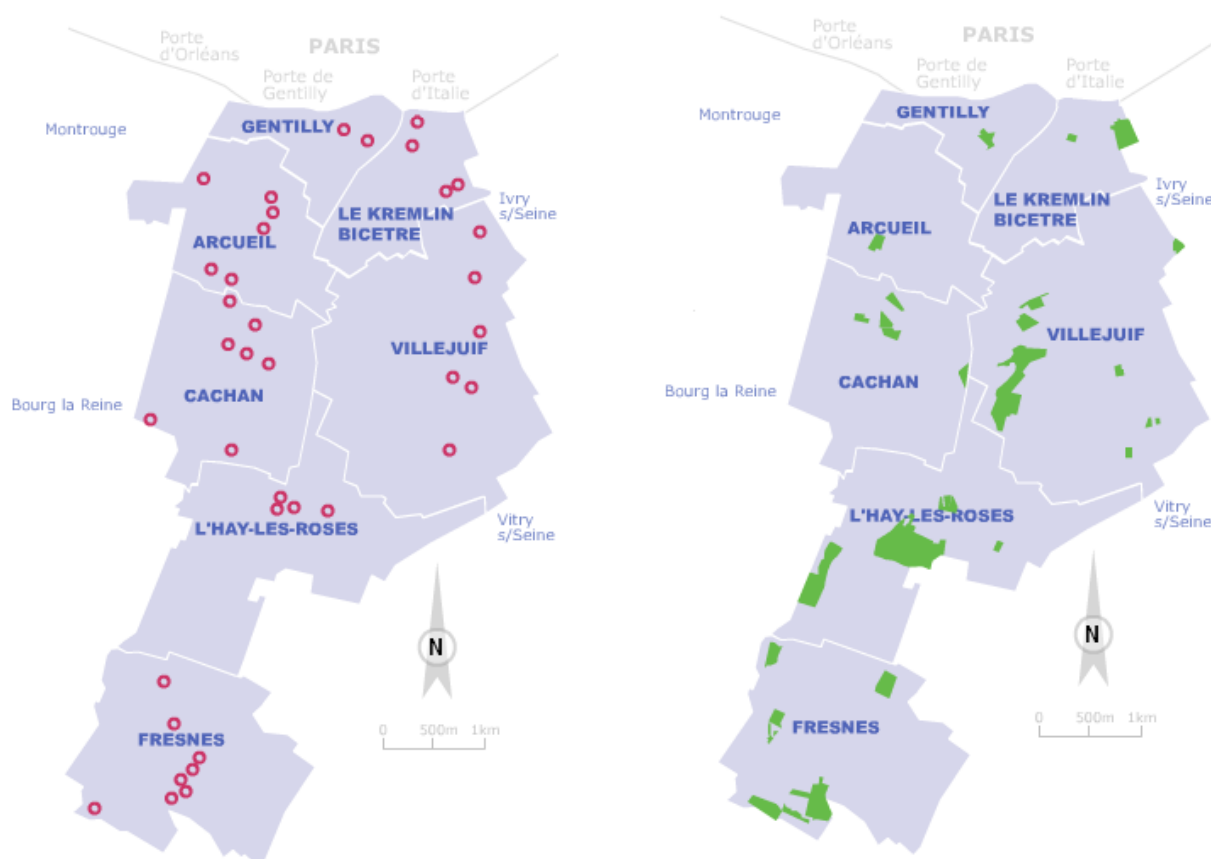 PARIS
Porte
d'Orléans
Porte de
Gentilly
Porte
d'Italie
Montrouge
GENTILLY
Ivry
s/Seine
LE KREMLIN
BICETRE
ARCUEIL
VILLEJUIF
CACHAN
Bourg la Reine
L'HAY-LES-ROSES
Vitry
s/Seine
N
FRESNES
0 500m 1km
PARIS
Porte
d'Orléans
Porte de
Gentilly
Porte
d'Italie
Montrouge
GENTILLY
Ivry
s/Seine
LE KREMLIN
BICETRE
ARCUEIL
VILLEJUIF
CACHAN
Bourg la Reine
L'HAY-LES-ROSES
Vitry
s/Seine
N
FRESNES
0 500m 1km